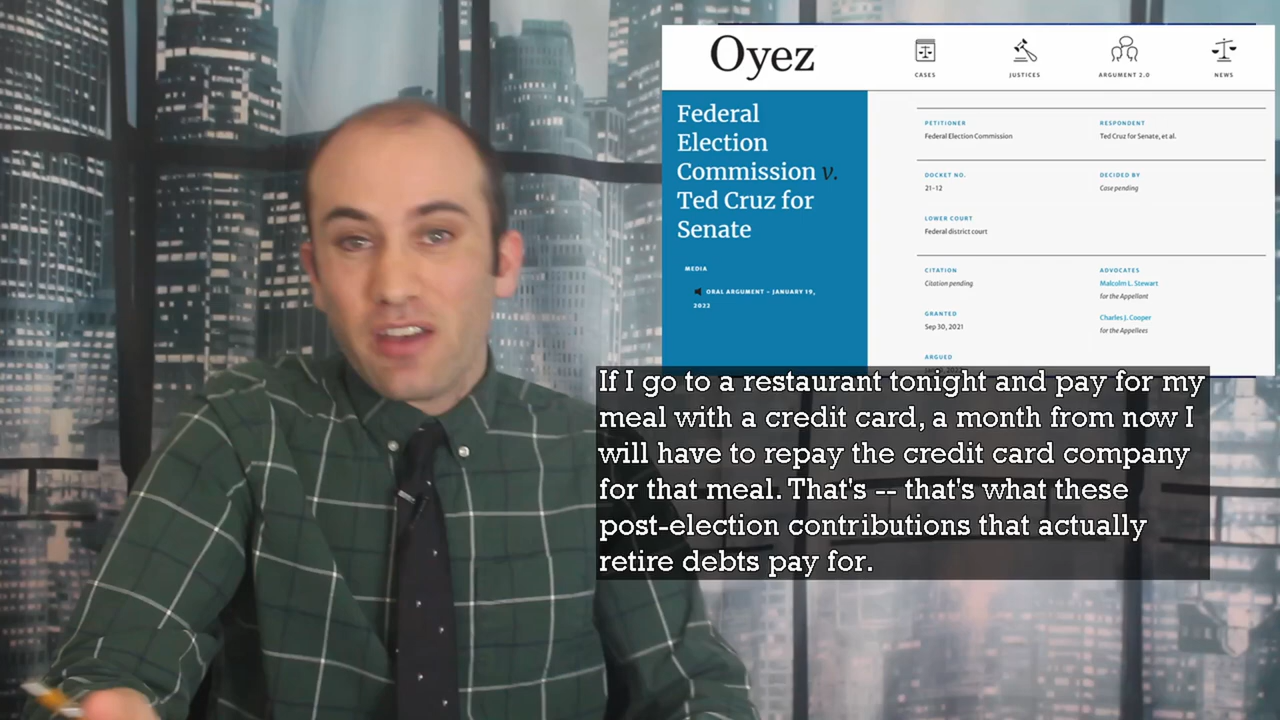 Oyez
CASES
JUSTICES
ARGUMENT 2.0
NEWS
Federal
Election
Commission v.
Ted Cruz for
Senate
MEDIA
ORAL ARGUMENT - JANUARY 19,
2022
PETITIONER
Federal Election Commission
RESPONDENT
Ted Cruz for Senate, et al.
DOCKET NO.
21-12
DECIDED BY
Case pending
LOWER COURT
Federal district court
CITATION
Citation pending
ADVOCATES
Malcolm L. Stewart
for the Appellant
GRANTED
Sep 30, 2021
Charles J. Cooper
for the Appellees
ARGUED
If I go to a restaurant tonight and pay for my
meal with a credit card, a month from now I
will have to repay the credit card company
for that meal. That's -- that's what these
post-election contributions that actually
retire debts pay for.